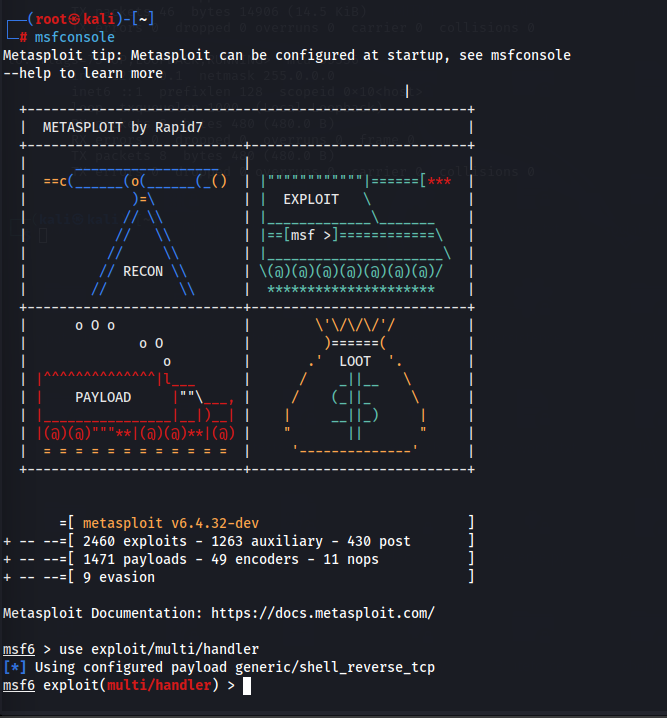 (root㉿kali)-[~]
# msfconsole
Metasploit tip: Metasploit can be configured at startup, see msfconsole
--help to learn more
METASPLOIT by Rapid7
==c(______(o(______(_() |""""""""""""|======[***
)=\ | EXPLOIT \
// \\ |_____________\_______
// \\ |==[msf >]============\
// \\ |______________________\
// RECON \\ \(@)(@)(@)(@)(@)(@)(@)/
// \\ *********************
o O o \'\/\/\/'/
o O )======(
o .' LOOT '.
|^^^^^^^^^^^^^^|l___ / _||__ \
| PAYLOAD |""\___, / (_||_ \
|________________|__|)__| | __||_) |
|(@)(@)"""**|(@)(@)**|(@) " || "
= = = = = = = = = = = = '--------------'
=[ metasploit v6.4.32-dev ]
+ -- --=[ 2460 exploits - 1263 auxiliary - 430 post ]
+ -- --=[ 1471 payloads - 49 encoders - 11 nops ]
+ -- --=[ 9 evasion ]
Metasploit Documentation: https://docs.metasploit.com/
msf6 > use exploit/multi/handler
[*] Using configured payload generic/shell_reverse_tcp
msf6 exploit(multi/handler) >